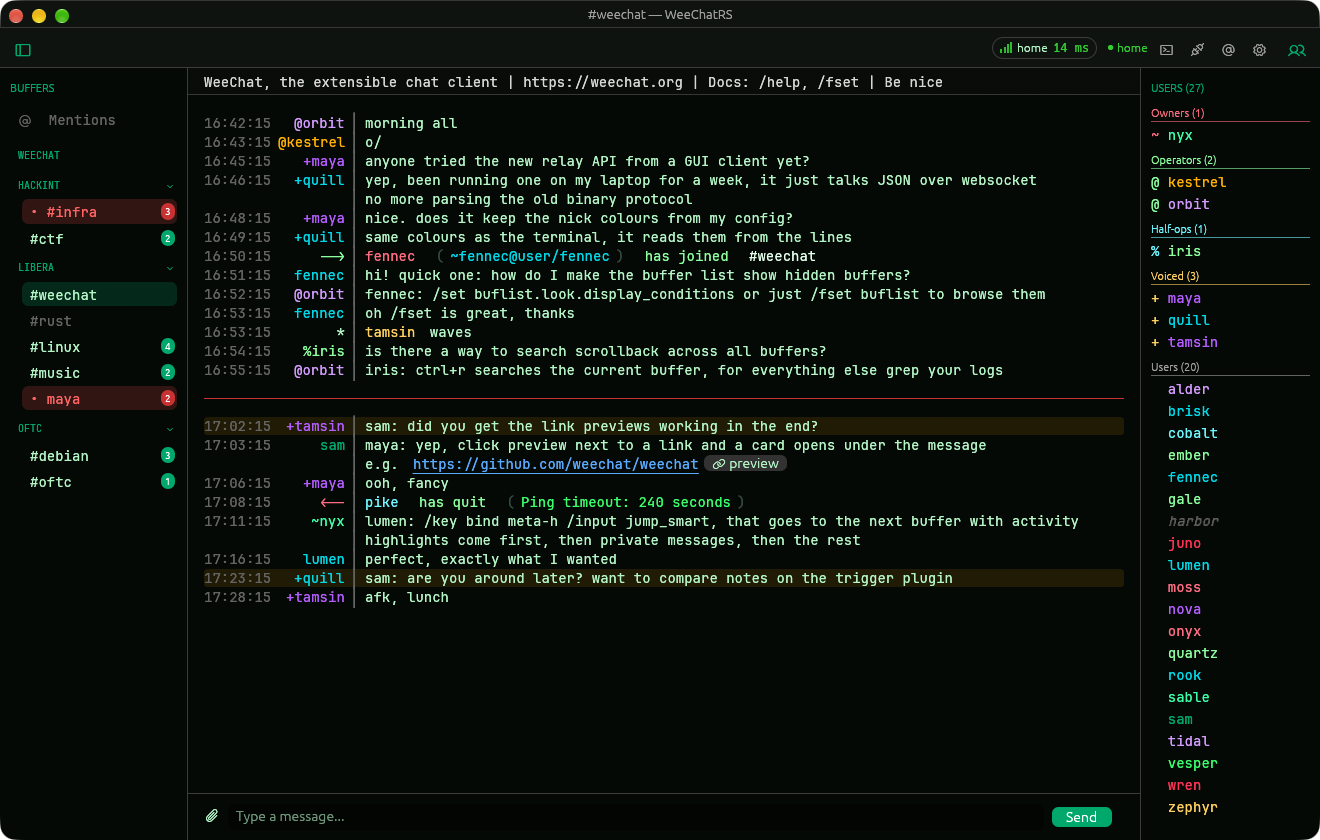 #weechat — WeeChatRS
home 14 ms
home
BUFFERS
@ Mentions
WEECHAT
HACKINT
• #infra 3
#ctf 2
LIBERA
#weechat
#rust
#linux 4
#music 2
• maya 2
OFTC
#debian 3
#oftc 1
WeeChat, the extensible chat client | https://weechat.org | Docs: /help, /fset | Be nice
16:42:15 @orbit morning all
16:43:15 @kestrel o/
16:45:15 +maya anyone tried the new relay API from a GUI client yet?
16:46:15 +quill yep, been running one on my laptop for a week, it just talks JSON over websocket
no more parsing the old binary protocol
16:48:15 +maya nice. does it keep the nick colours from my config?
16:49:15 +quill same colours as the terminal, it reads them from the lines
16:50:15 --> fennec (~fennec@user/fennec) has joined #weechat
16:51:15 fennec hi! quick one: how do I make the buffer list show hidden buffers?
16:52:15 @orbit fennec: /set buflist.look.display_conditions or just /fset buflist to browse them
16:53:15 fennec oh /fset is great, thanks
16:53:15 * tamsin waves
16:54:15 %iris is there a way to search scrollback across all buffers?
16:55:15 @orbit iris: ctrl+r searches the current buffer, for everything else grep your logs
17:02:15 +tamsin sam: did you get the link previews working in the end?
17:03:15 sam maya: yep, click preview next to a link and a card opens under the message
e.g. https://github.com/weechat/weechat preview
17:06:15 +maya ooh, fancy
17:08:15 <-- pike has quit (Ping timeout: 240 seconds)
17:11:15 ~nyx lumen: /key bind meta-h /input jump_smart, that goes to the next buffer with activity
highlights come first, then private messages, then the rest
17:16:15 lumen perfect, exactly what I wanted
17:23:15 +quill sam: are you around later? want to compare notes on the trigger plugin
17:28:15 +tamsin afk, lunch
Type a message...
Send
USERS (27)
Owners (1)
~ nyx
Operators (2)
@ kestrel
@ orbit
Half-ops (1)
% iris
Voiced (3)
+ maya
+ quill
+ tamsin
Users (20)
alder
brisk
cobalt
ember
fennec
gale
harbor
juno
lumen
moss
nova
onyx
quartz
rook
sable
sam
tidal
vesper
wren
zephyr